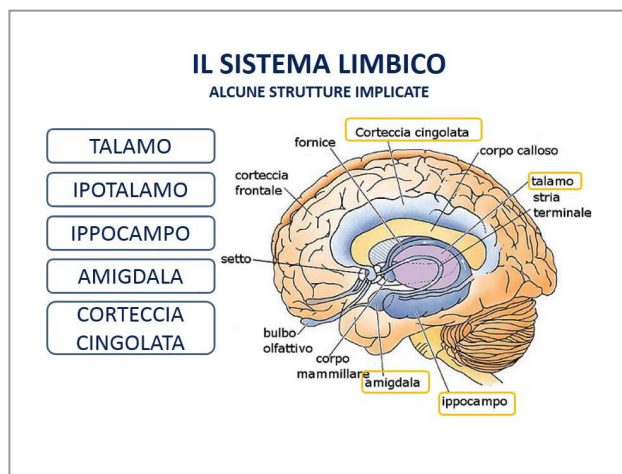 IL SISTEMA LIMBICO
ALCUNE STRUTTURE IMPLICATE
TALAMO
IPOTALAMO
IPPOCAMPO
AMIGDALA
CORTECCIA
CINGOLATA
Corteccia cingolata
fornice
corpo calloso
corteccia
frontale
talamo
stria
terminale
setto
bulbo
olfattivo
corpo
mammillare
amigdala
ippocampo